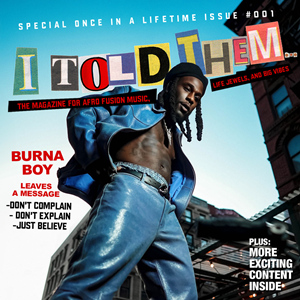 SPECIAL ONCE IN A LIFETIME ISSUE #001
I TOLD THEM...
THE MAGAZINE FOR AFRO FUSION MUSIC,
LIFE, JEWELS, AND BIG VIBES
BURNA
BOY
LEAVES
A MESSAGE
-DON'T COMPLAIN
- DON'T EXPLAIN
-JUST BELIEVE
PLUS:
MORE
EXCITING
CONTENT
INSIDE•